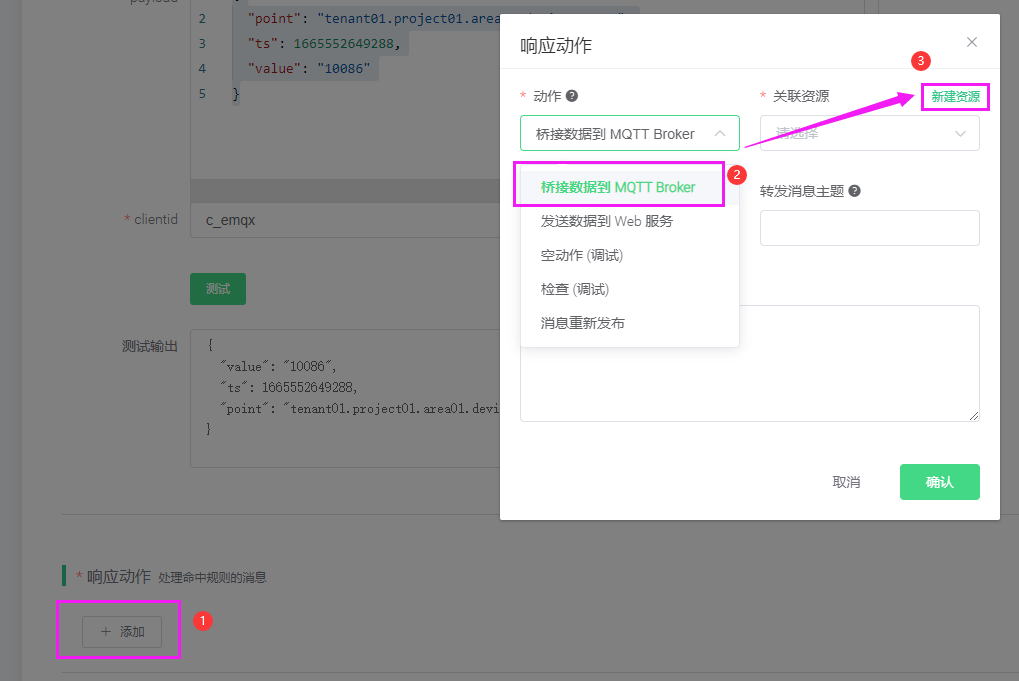 payload
2 "point": "tenant01.project01.area
3 "ts": 1665552649288,
4 "value": "10086"
5 }
* clientid
c_emqx
测试
测试输出
{
"value": "10086",
"ts": 1665552649288,
"point": "tenant01.project01.area01.devi
}
* 响应动作 处理命中规则的消息
+ 添加
1
响应动作
3
* 动作 ?
* 关联资源
新建资源
桥接数据到 MQTT Broker
请选择
桥接数据到 MQTT Broker
2
发送数据到 Web 服务
空动作 (调试)
检查 (调试)
消息重新发布
转发消息主题 ?
取消
确认